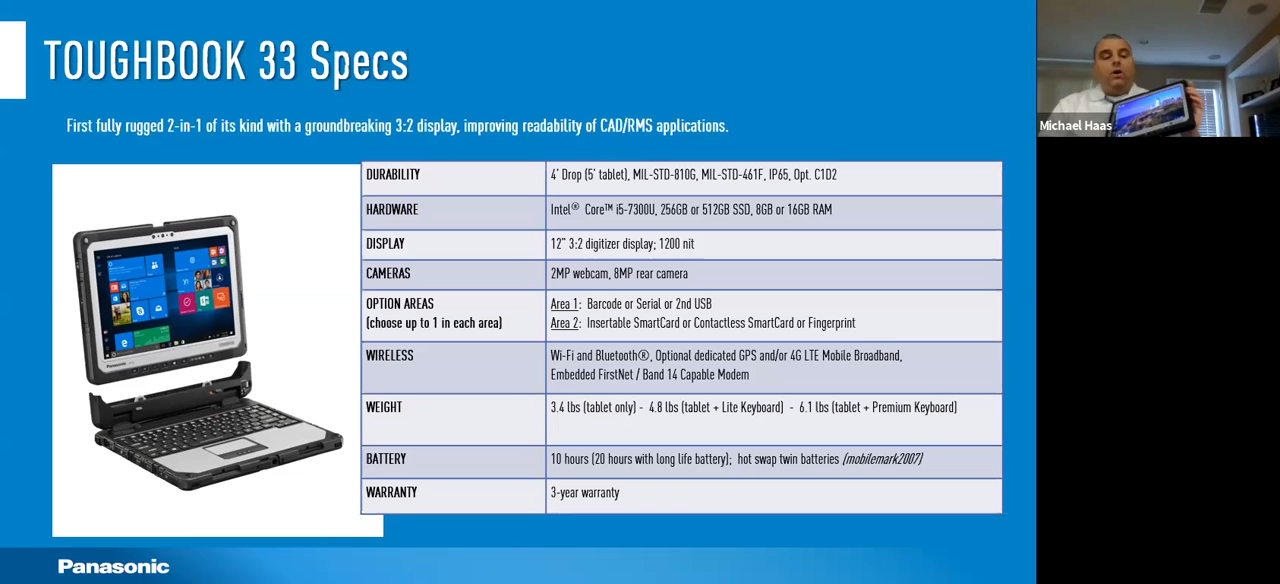 TOUGHBOOK 33 Specs
First fully rugged 2-in-1 of its kind with a groundbreaking 3:2 display, improving readability of CAD/RMS applications.
DURABILITY 4' Drop (5' tablet), MIL-STD-810G, MIL-STD-461F, IP65, Opt. C1D2
HARDWARE Intel® Core™ i5-7300U, 256GB or 512GB SSD, 8GB or 16GB RAM
DISPLAY 12" 3:2 digitizer display; 1200 nit
CAMERAS 2MP webcam, 8MP rear camera
OPTION AREAS Area 1: Barcode or Serial or 2nd USB
(choose up to 1 in each area) Area 2: Insertable SmartCard or Contactless SmartCard or Fingerprint
WIRELESS Wi-Fi and Bluetooth®, Optional dedicated GPS and/or 4G LTE Mobile Broadband,
Embedded FirstNet / Band 14 Capable Modem
WEIGHT 3.4 lbs (tablet only) - 4.8 lbs (tablet + Lite Keyboard) - 6.1 lbs (tablet + Premium Keyboard)
BATTERY 10 hours (20 hours with long life battery); hot swap twin batteries (mobilemark2007)
WARRANTY 3-year warranty
Panasonic
Panasonic
Michael Haas